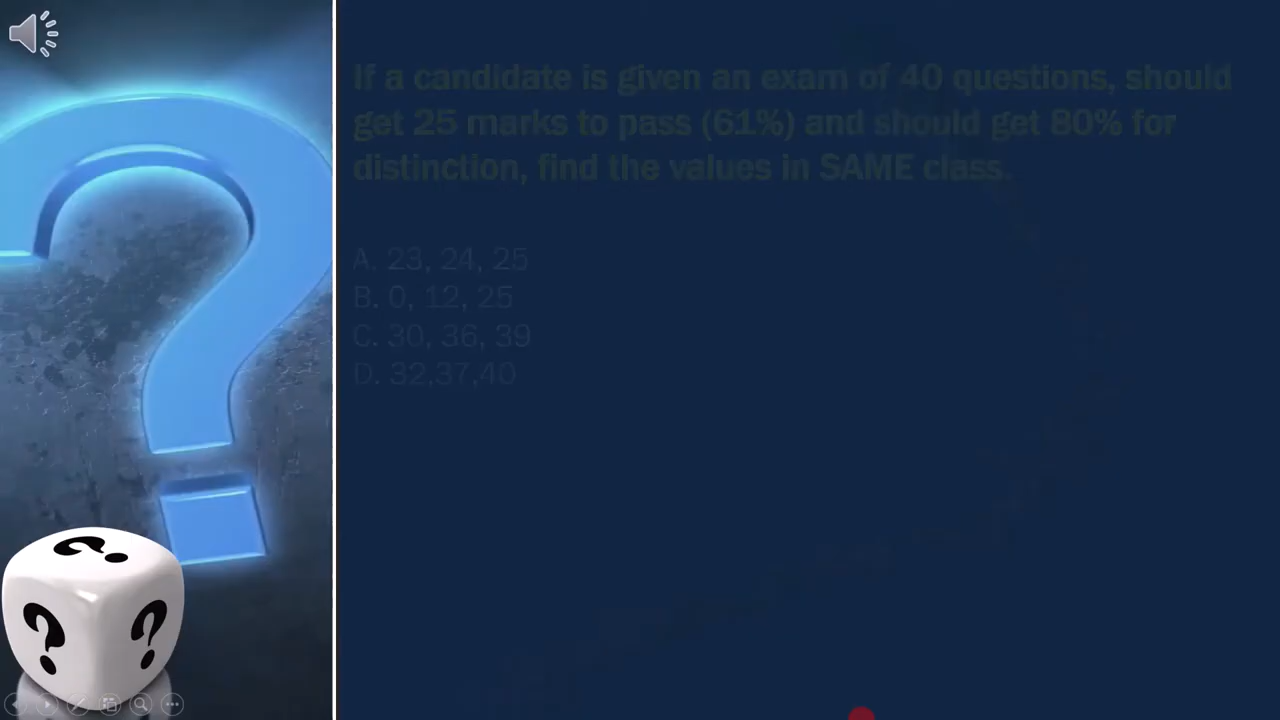 If a candidate is given an exam of 40 questions, should
get 25 marks to pass (61%) and should get 80% for
distinction, find the values in SAME class.
A. 23, 24, 25
B. 0, 12, 25
C. 30, 36, 39
D. 32,37,40